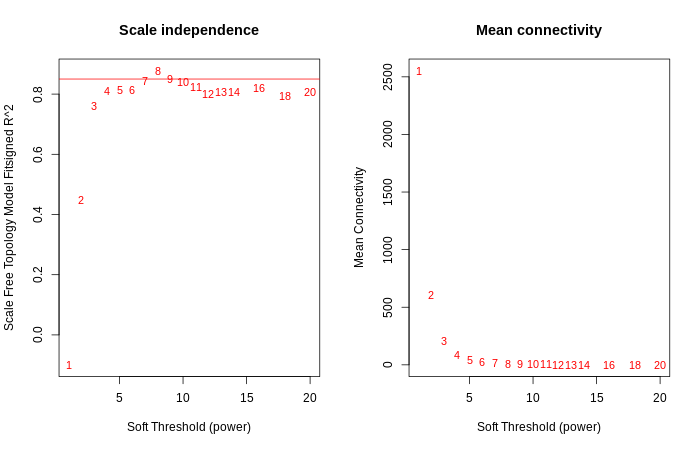 Scale independence
Scale Free Topology Model Fitsigned R^2
0.0 0.2 0.4 0.6 0.8
1 2 3 4 5 6 7 8 9 10 11 12 13 14 16 18 20
5 10 15 20
Soft Threshold (power)
Mean connectivity
Mean Connectivity
0 500 1000 1500 2000 2500
1 2 3 4 5 6 7 8 9 10 11 12 13 14 16 18 20
5 10 15 20
Soft Threshold (power)